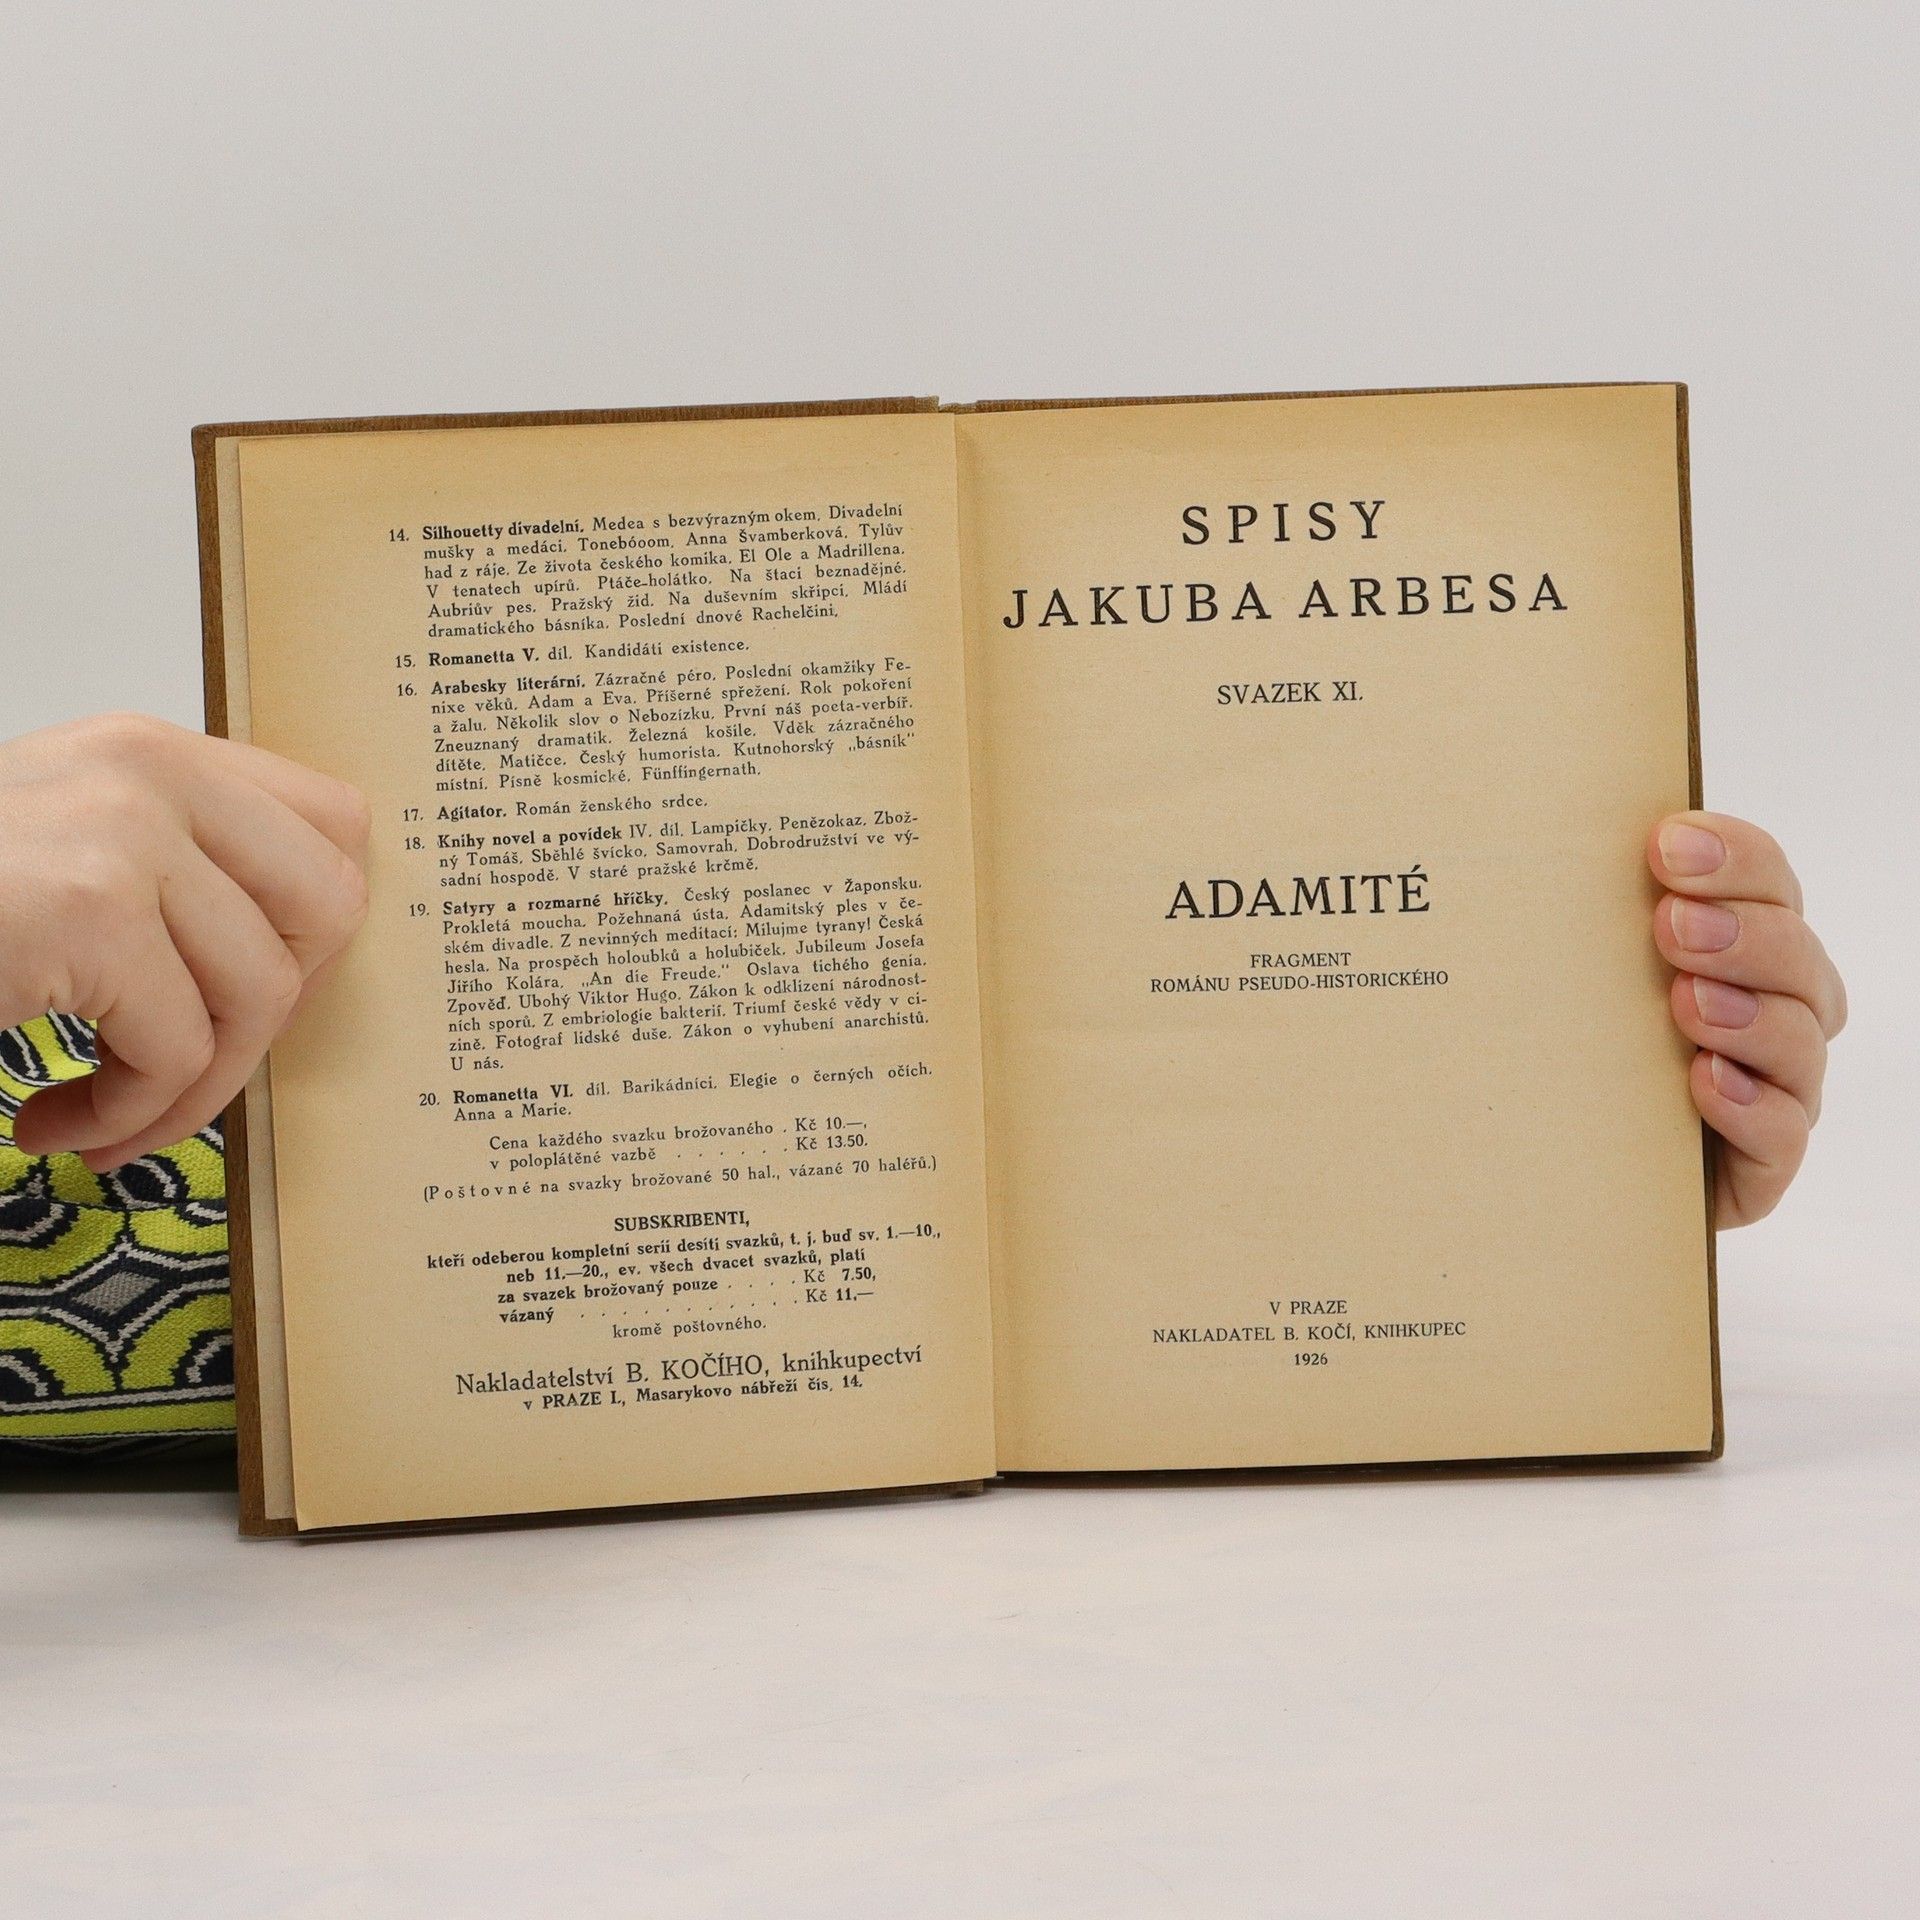 14. Silhouetty divadelní. Medea s bezvýrazným okem. Divadelní
mušky a medáci. Tonebóoom. Anna Švamberková. Tylův
had z ráje. Ze života českého komika. El Ole a Madrillena.
V tenatech upírů. Ptáče-holátko. Na štaci beznadějné.
Aubriův pes. Pražský žid. Na duševním skřipci. Mládí
dramatického básníka. Poslední dnové Rachelčini.
15. Romanetta V. díl. Kandidáti existence.
16. Arabesky literární. Zázračné péro. Poslední okamžiky Fe-
nixe věků. Adam a Eva. Příšerné spřežení. Rok pokoření
a žalu. Několik slov o Nebozízku. První náš poeta-verbíř.
Zneuznaný dramatik. Železná košile. Vděk zázračného
dítěte. Matičce. Český humorista. Kutnohorský „básník"
místní. Písně kosmické. Fünffingernath.
17. Agitator. Román ženského srdce.
18. Knihy novel a povídek IV. díl. Lampičky. Penězokaz. Zbož-
ný Tomáš. Sběhlé švícko. Samovrah. Dobrodružství ve vý-
sadní hospodě. V staré pražské krčmě.
19. Satyry a rozmarné hříčky. Český poslanec v Žaponsku.
Prokletá moucha. Požehnaná ústa. Adamitský ples v če-
ském divadle. Z nevinných meditací: Milujme tyrany! Česká
hesla. Na prospěch holoubků a holubiček. Jubileum Josefa
Jiřího Kolára. „An die Freude." Oslava tichého genia.
Zpověď. Ubohý Viktor Hugo. Zákon k odklizení národnost-
ních sporů. Z embriologie bakterií. Triumf české vědy v ci-
zině. Fotograf lidské duše. Zákon o vyhubení anarchistů.
U nás.
20. Romanetta VI. díl. Barikádníci. Elegie o černých očích.
Anna a Marie.
Cena každého svazku brožovaného . Kč 10.—,
v poloplátěné vazbě . . . . . . Kč 13.50.
(Poštovné na svazky brožované 50 hal., vázané 70 haléřů.)
SUBSKRIBENTI,
kteří odeberou kompletní serii desíti svazků, t. j. buď sv. 1.—10.,
neb 11.—20., ev. všech dvacet svazků, platí
za svazek brožovaný pouze . . . . Kč 7.50,
vázaný . . . . . . . . . . Kč 11.—
kromě poštovného.
Nakladatelství B. KOČÍHO, knihkupectví
v PRAZE I., Masarykovo nábřeží čís. 14.
SPISY
JAKUBA ARBESA
SVAZEK XI.
ADAMITÉ
FRAGMENT
ROMÁNU PSEUDO-HISTORICKÉHO
V PRAZE
NAKLADATEL B. KOČÍ, KNIHKUPEC
1926